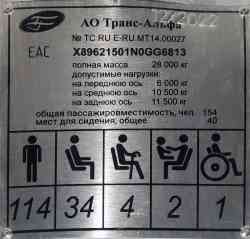 2022
АО Транс-Альфа
№ ТС RU E-RU.MT14.00027
EAC X89621501N0GG6813
полная масса 28 000 кг
допустимые нагрузки:
на переднюю ось 6 000 кг
на среднюю ось 10 500 кг
на заднюю ось 11 500 кг
общая пассажировместимость, чел 154
мест для сидения, общее 40
114 34 4 2 1